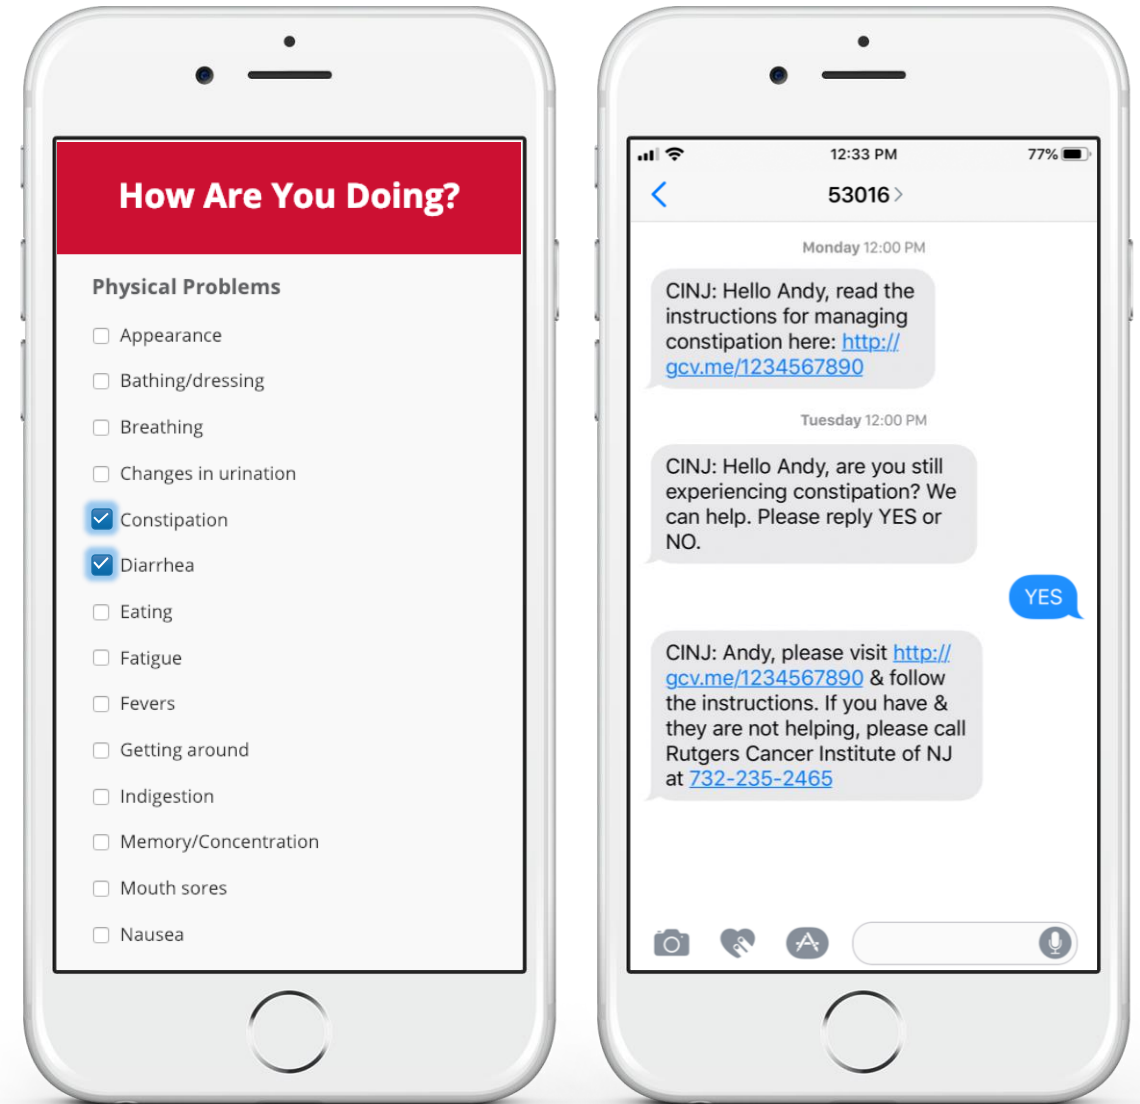 How Are You Doing?
Physical Problems
Appearance
Bathing/dressing
Breathing
Changes in urination
Constipation
Diarrhea
Eating
Fatigue
Fevers
Getting around
Indigestion
Memory/Concentration
Mouth sores
Nausea
12:33 PM
77%
53016
Monday 12:00 PM
CINJ: Hello Andy, read the
instructions for managing
constipation here: http://
gcv.me/1234567890
Tuesday 12:00 PM
CINJ: Hello Andy, are you still
experiencing constipation? We
can help. Please reply YES or
NO.
YES
CINJ: Andy, please visit http://
gcv.me/1234567890 & follow
the instructions. If you have &
they are not helping, please call
Rutgers Cancer Institute of NJ
at 732-235-2465